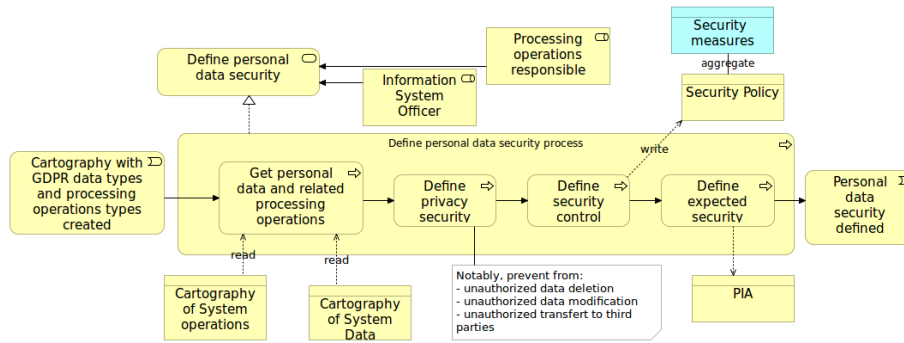 Security
measures
Processing
operations
responsible
Define personal
data security
aggregate
Information
System
Officer
Security Policy
Define personal data security process
write
Cartography with
GDPR data types
and processing
operations types
created
Get personal
data and related
processing
operations
Define
privacy
security
Define
security
control
Define
expected
security
Personal
data
security
defined
read
read
Notably, prevent from:
- unauthorized data deletion
- unauthorized data modification
- unauthorized transfert to third
parties
Cartography
of System
operations
Cartography
of System
Data
PIA